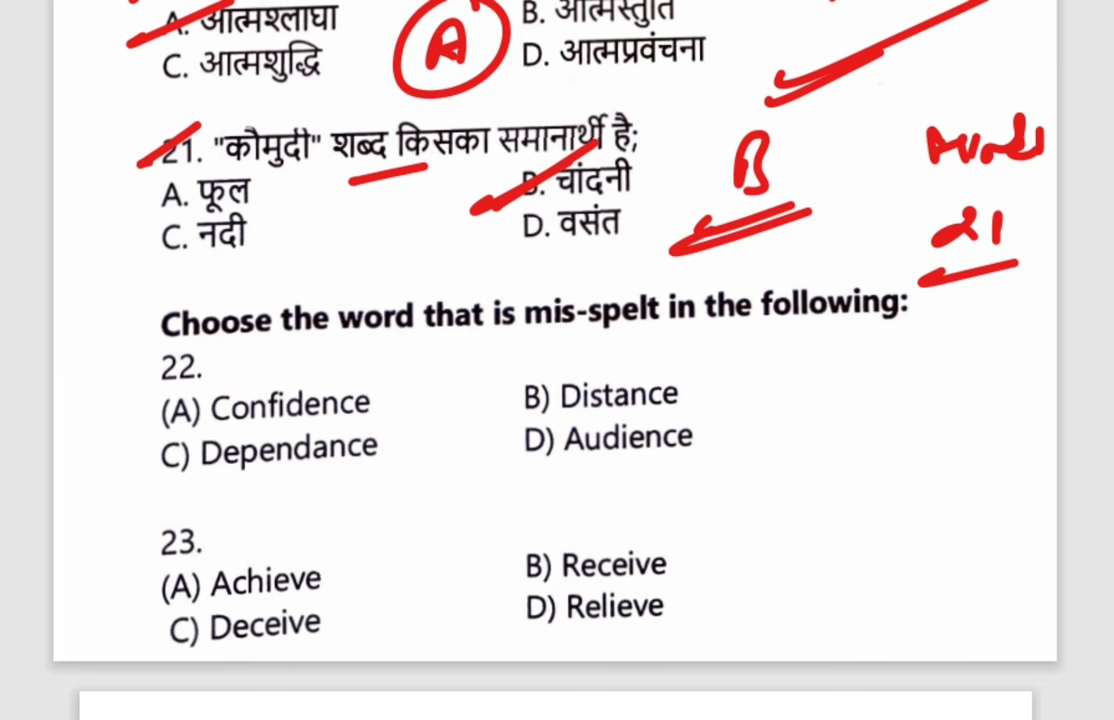 A. आत्मश्लाघा B. आत्मस्तुति
C. आत्मशुद्धि A D. आत्मप्रवंचना
21. "कौमुदी" शब्द किसका समानार्थी है;
A. फूल B. चांदनी B
C. नदी D. वसंत 21
Choose the word that is mis-spelt in the following:
22.
(A) Confidence B) Distance
C) Dependance D) Audience
23.
(A) Achieve B) Receive
C) Deceive D) Relieve